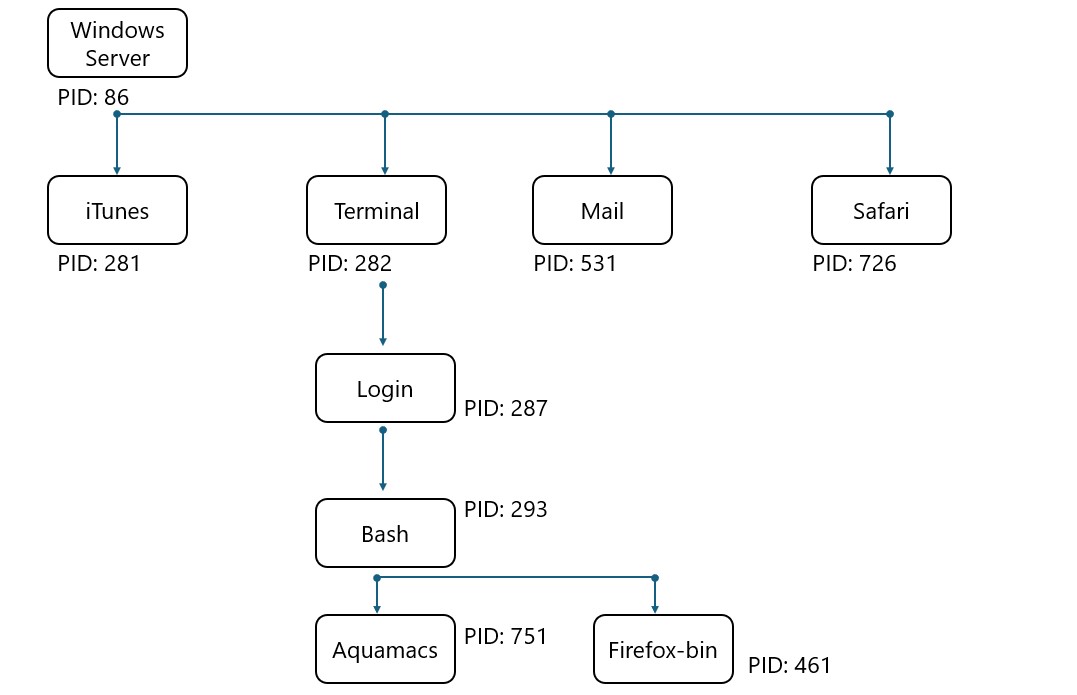 Windows
Server
PID: 86
iTunes
Terminal
Mail
Safari
PID: 281
PID: 282
PID: 531
PID: 726
Login
PID: 287
PID: 293
Bash
PID: 751
Aquamacs
Firefox-bin
PID: 461